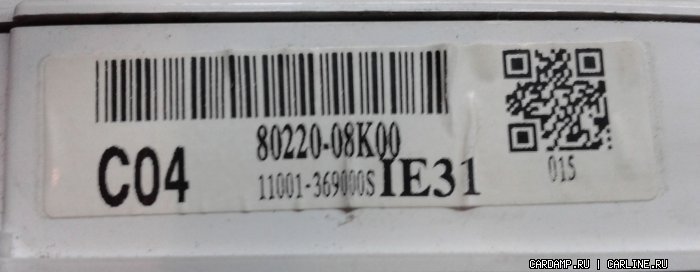 80220-08K00
C04 11001-369000S IE31
015
CARDAMP.RU | CARLINE.RU